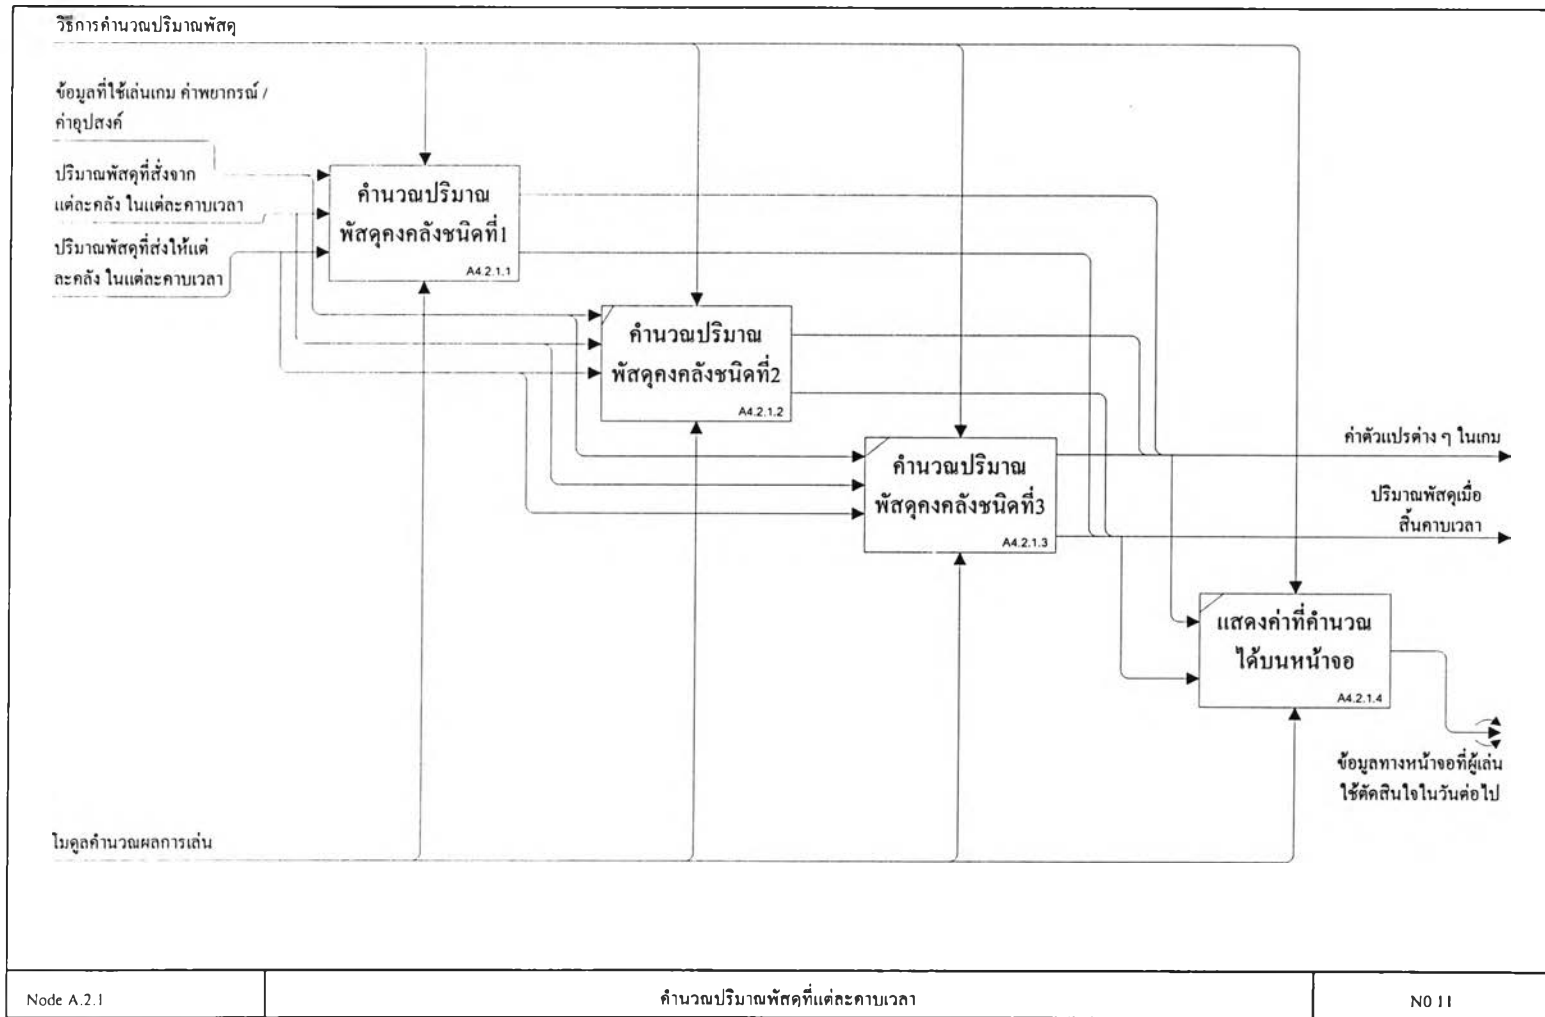 วิธีการคำนวณปริมาณพัสดุ
ข้อมูลที่ใช้เล่นเกม ค่าพยากรณ์ /
ค่าอุปสงค์
ปริมาณพัสดุที่สั่งจาก
แต่ละคลัง ในแต่ละคาบเวลา
ปริมาณพัสดุที่ส่งให้แต่
ละคลัง ในแต่ละคาบเวลา
คำนวณปริมาณ
พัสดุคงคลังชนิดที่1
A4.2.1.1
คำนวณปริมาณ
พัสดุคงคลังชนิดที่2
A4.2.1.2
คำนวณปริมาณ
พัสดุคงคลังชนิดที่3
A4.2.1.3
ค่าตัวแปรต่าง ๆ ในเกม
ปริมาณพัสดุเมื่อ
สิ้นคาบเวลา
แสดงค่าที่คำนวณ
ได้บนหน้าจอ
A4.2.1.4
ข้อมูลทางหน้าจอที่ผู้เล่น
ใช้ตัดสินใจในวันต่อไป
โมดูลคำนวณผลการเล่น
Node A.2.1
คำนวณปริมาณพัสดุที่แต่ละคาบเวลา
N0 11